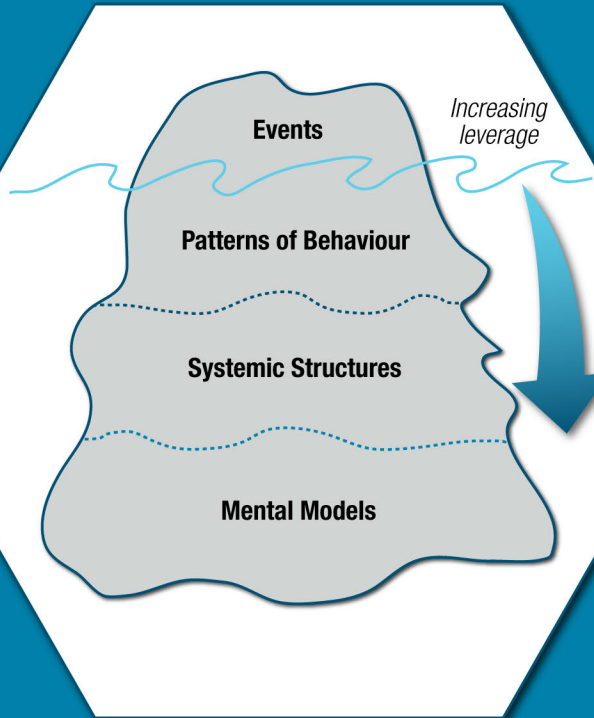 Increasing
leverage
Events
Patterns of Behaviour
Systemic Structures
Mental Models